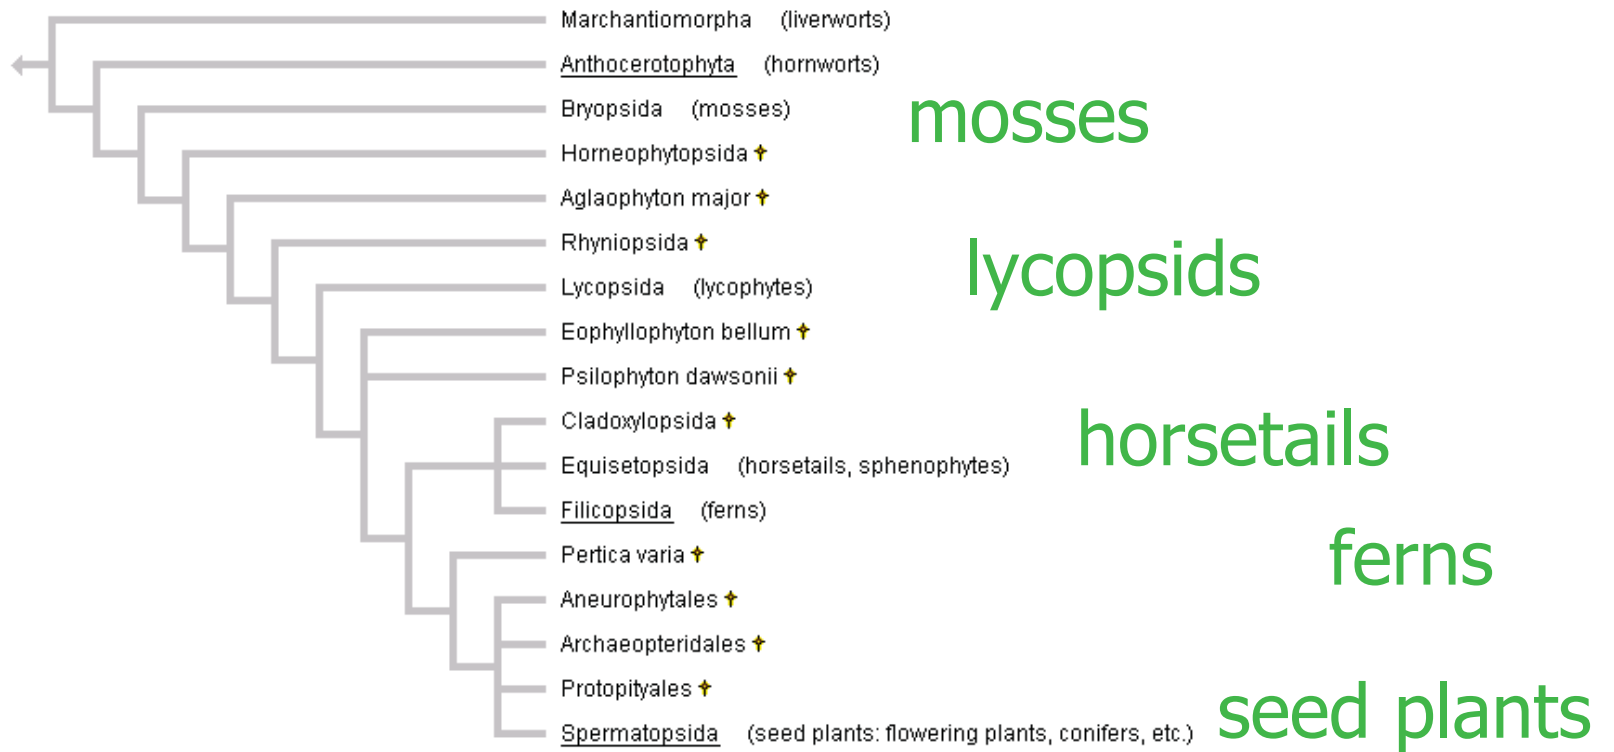 Marchantiomorpha (liverworts)
Anthocerotophyta (hornworts)
Bryopsida (mosses)
mosses
Horneophytopsida
Aglaophyton major
Rhyniopsida
lycopsids
Lycopsida (lycophytes)
Eophyllophyton bellum
Psilophyton dawsonii
Cladoxylopsida
horsetails
Equisetopsida (horsetails, sphenophytes)
Filicopsida (ferns)
ferns
Pertica varia
Aneurophytales
Archaeopteridales
Protopityales
seed plants
Spermatopsida (seed plants: flowering plants, conifers, etc.)